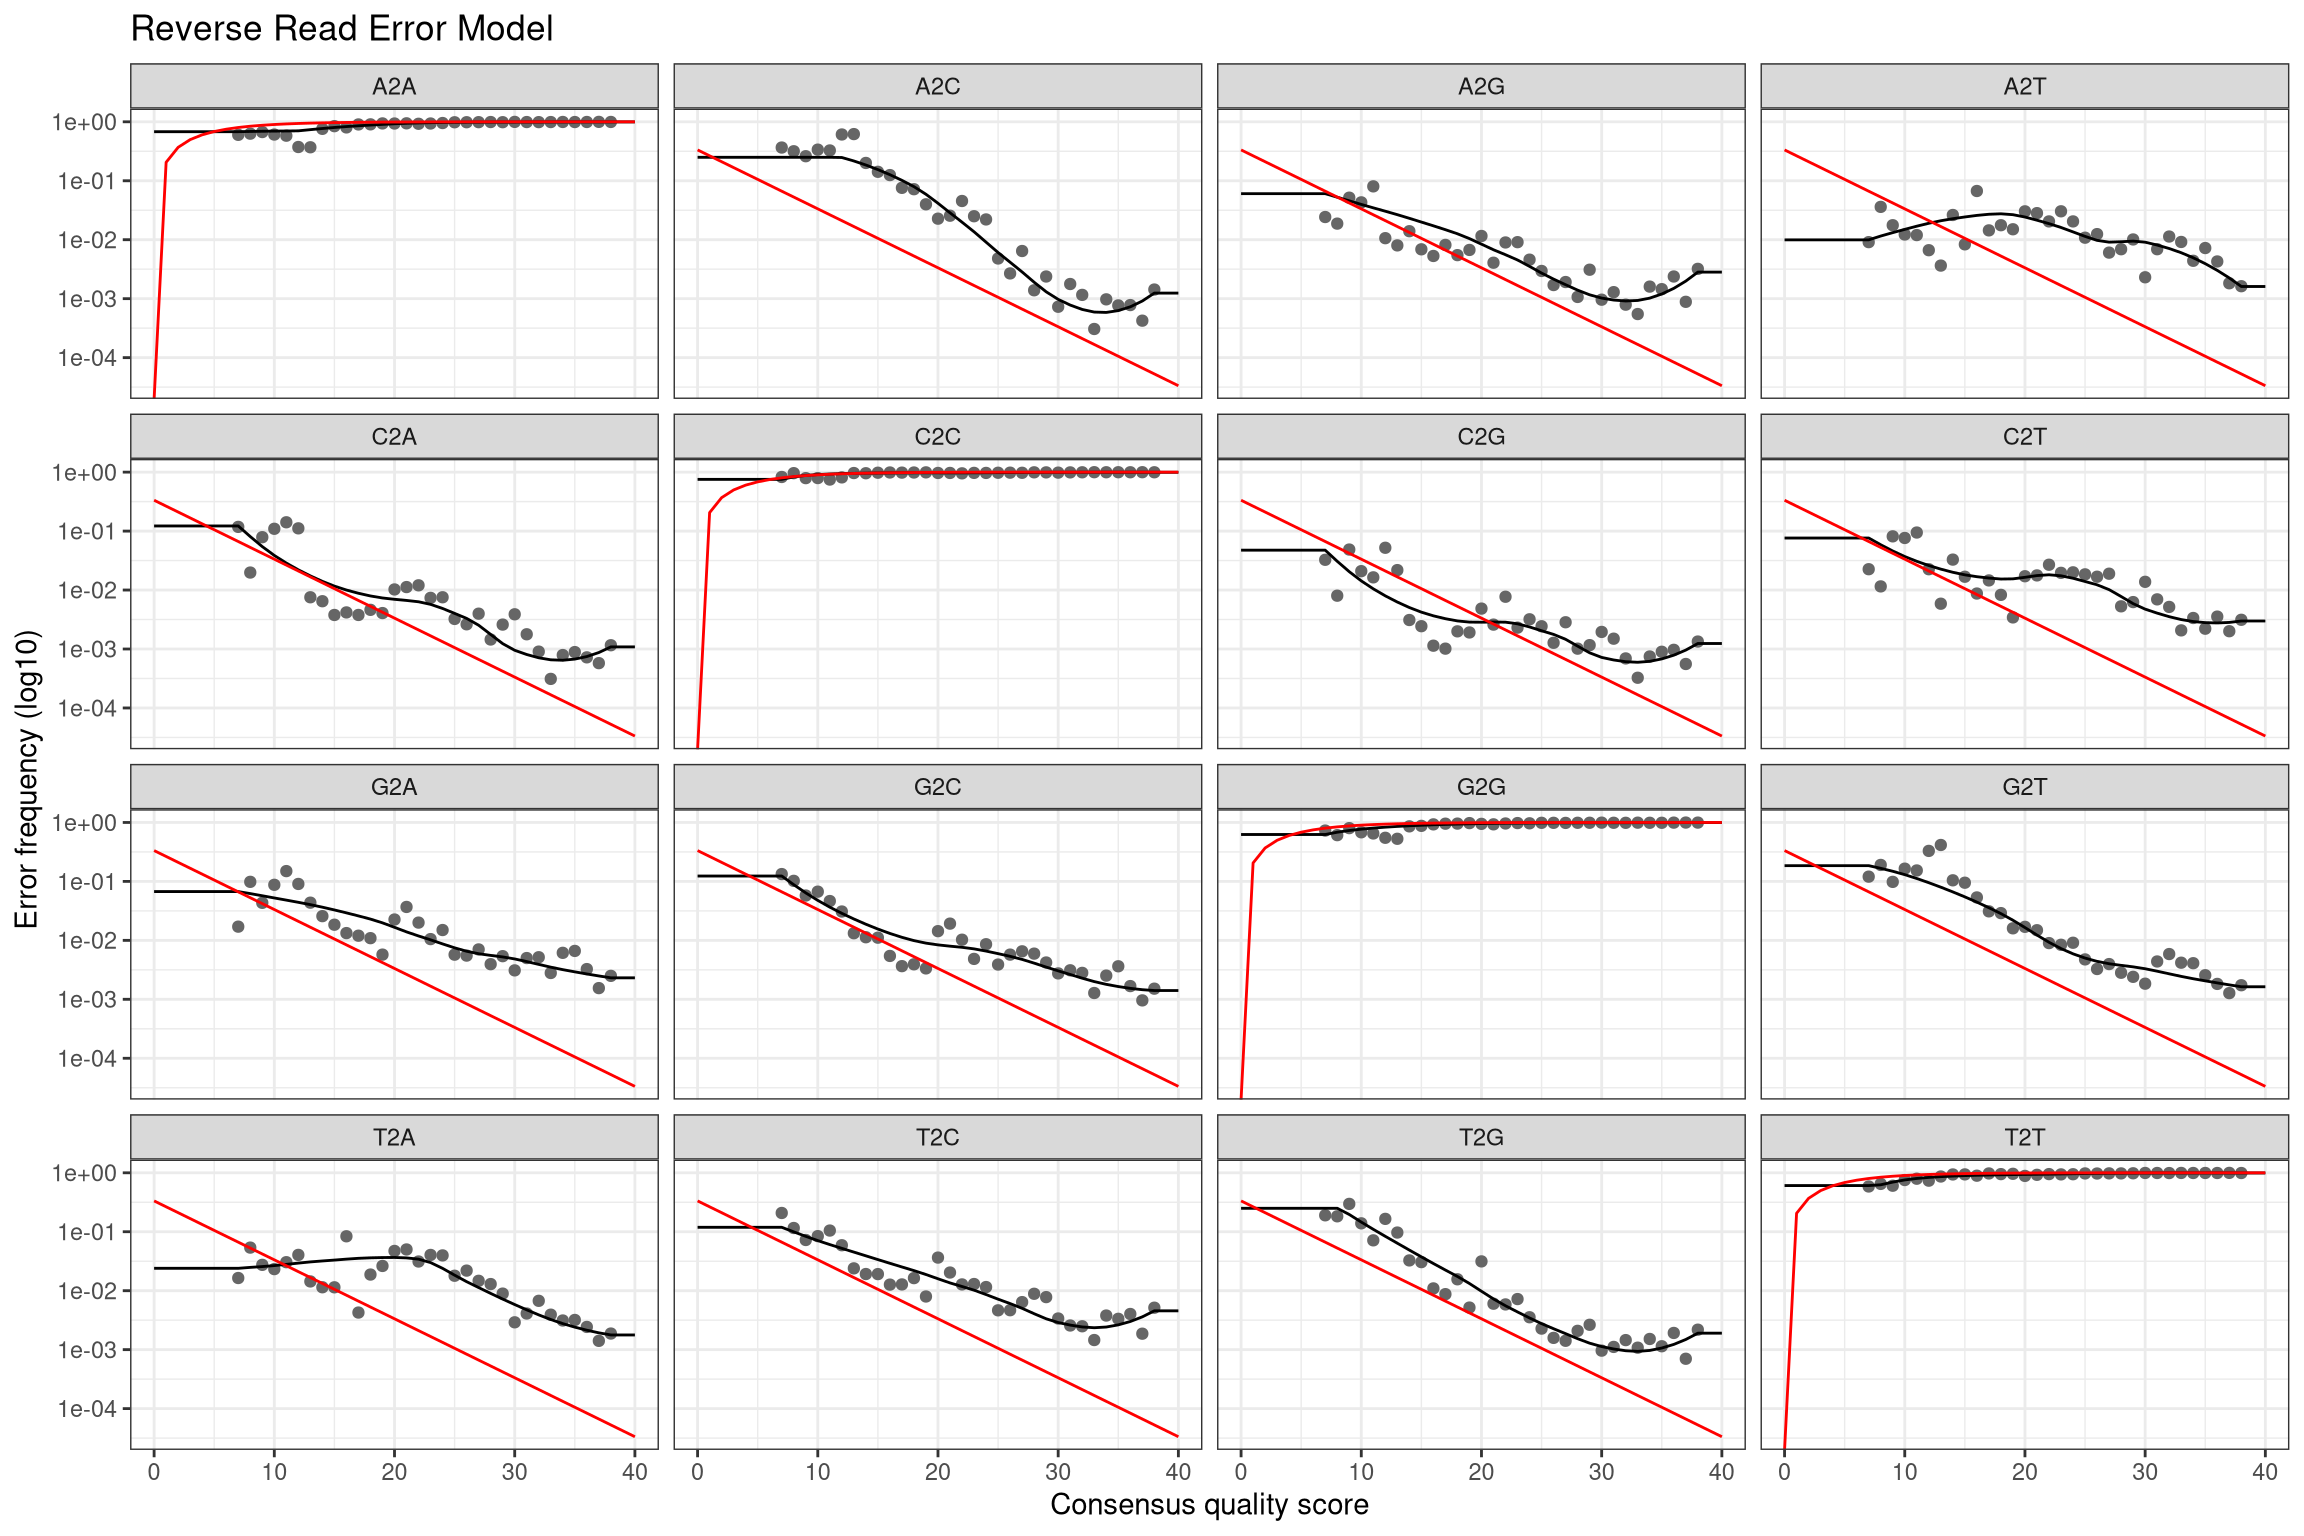 Reverse Read Error Model
A2A A2C A2G A2T
1e+00
1e-01
1e-02
1e-03
1e-04
C2A C2C C2G C2T
1e+00
1e-01
1e-02
1e-03
1e-04
G2A G2C G2G G2T
1e+00
1e-01
1e-02
1e-03
1e-04
T2A T2C T2G T2T
1e+00
1e-01
1e-02
1e-03
1e-04
0 10 20 30 40 0 10 20 30 40 0 10 20 30 40 0 10 20 30 40
Consensus quality score
Error frequency (log10)